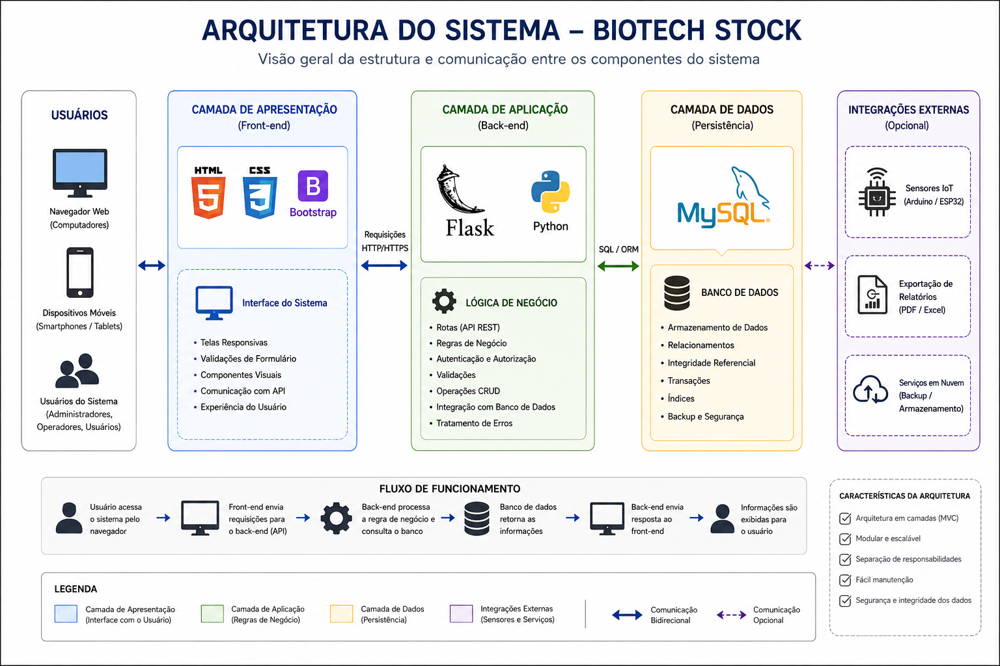 ARQUITETURA DO SISTEMA – BIOTECH STOCK
Visão geral da estrutura e comunicação entre os componentes do sistema
USUÁRIOS
Navegador Web
(Computadores)
Dispositivos Móveis
(Smartphones / Tablets)
Usuários do Sistema
(Administradores,
Operadores, Usuários)
CAMADA DE APRESENTAÇÃO
(Front-end)
HTML
5
CSS
3
B
Bootstrap
Interface do Sistema
• Telas Responsivas
• Validações de Formulário
• Componentes Visuais
• Comunicação com API
• Experiência do Usuário
Requisições
HTTP/HTTPS
CAMADA DE APLICAÇÃO
(Back-end)
Flask
Python
LÓGICA DE NEGÓCIO
• Rotas (API REST)
• Regras de Negócio
• Autenticação e Autorização
• Validações
• Operações CRUD
• Integração com Banco de Dados
• Tratamento de Erros
SQL / ORM
CAMADA DE DADOS
(Persistência)
MySQL®
BANCO DE DADOS
• Armazenamento de Dados
• Relacionamentos
• Integridade Referencial
• Transações
• Índices
• Backup e Segurança
INTEGRAÇÕES EXTERNAS
(Opcional)
Sensores IoT
(Arduino / ESP32)
Exportação de
Relatórios
(PDF / Excel)
Serviços em Nuvem
(Backup /
Armazenamento)
FLUXO DE FUNCIONAMENTO
Usuário acessa
o sistema pelo
navegador
Front-end envia
requisições para
o back-end (API)
Back-end processa
a regra de negócio e
consulta o banco
Banco de dados
retorna as
informações
Back-end envia
resposta ao
front-end
Informações são
exibidas para
o usuário
CARACTERÍSTICAS DA ARQUITETURA
Arquitetura em camadas (MVC)
Modular e escalável
Separação de responsabilidades
Fácil manutenção
Segurança e integridade dos dados
LEGENDA
Camada de Apresentação
(Interface com o Usuário)
Camada de Aplicação
(Regras de Negócio)
Camada de Dados
(Persistência)
Integrações Externas
(Sensores e Serviços)
Comunicação
Bidirecional
Comunicação
Opcional